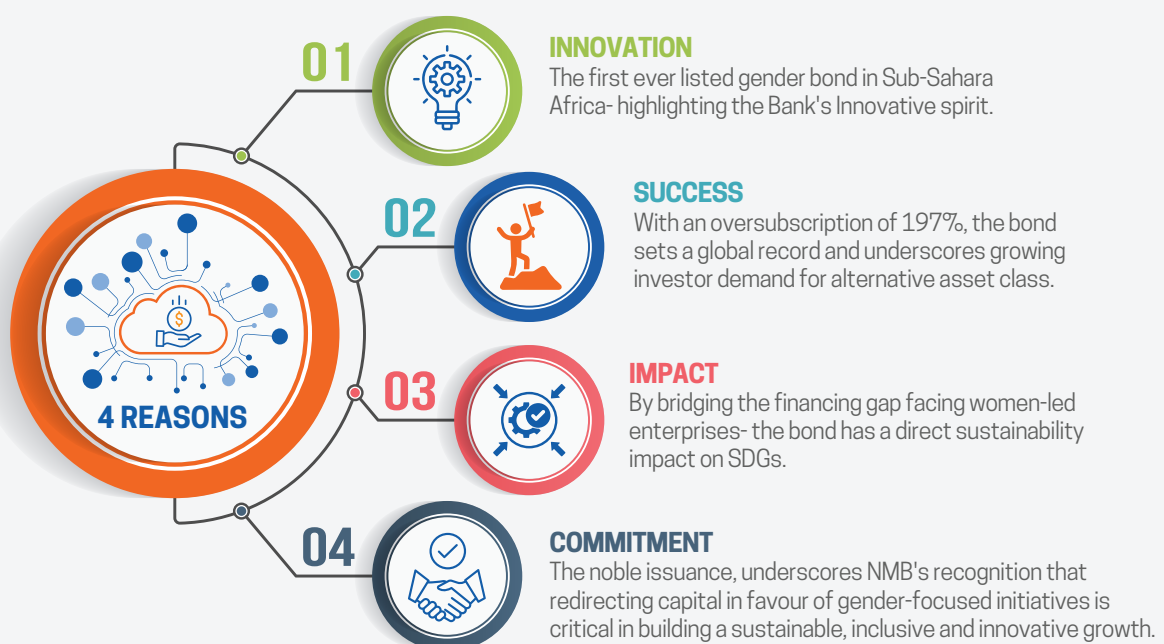 4 REASONS
01
INNOVATION
The first ever listed gender bond in Sub-Sahara
Africa- highlighting the Bank's Innovative spirit.
02
SUCCESS
With an oversubscription of 197%, the bond
sets a global record and underscores growing
investor demand for alternative asset class.
03
IMPACT
By bridging the financing gap facing women-led
enterprises- the bond has a direct sustainability
impact on SDGs.
04
COMMITMENT
The noble issuance, underscores NMB's recognition that
redirecting capital in favour of gender-focused initiatives is
critical in building a sustainable, inclusive and innovative growth.
$